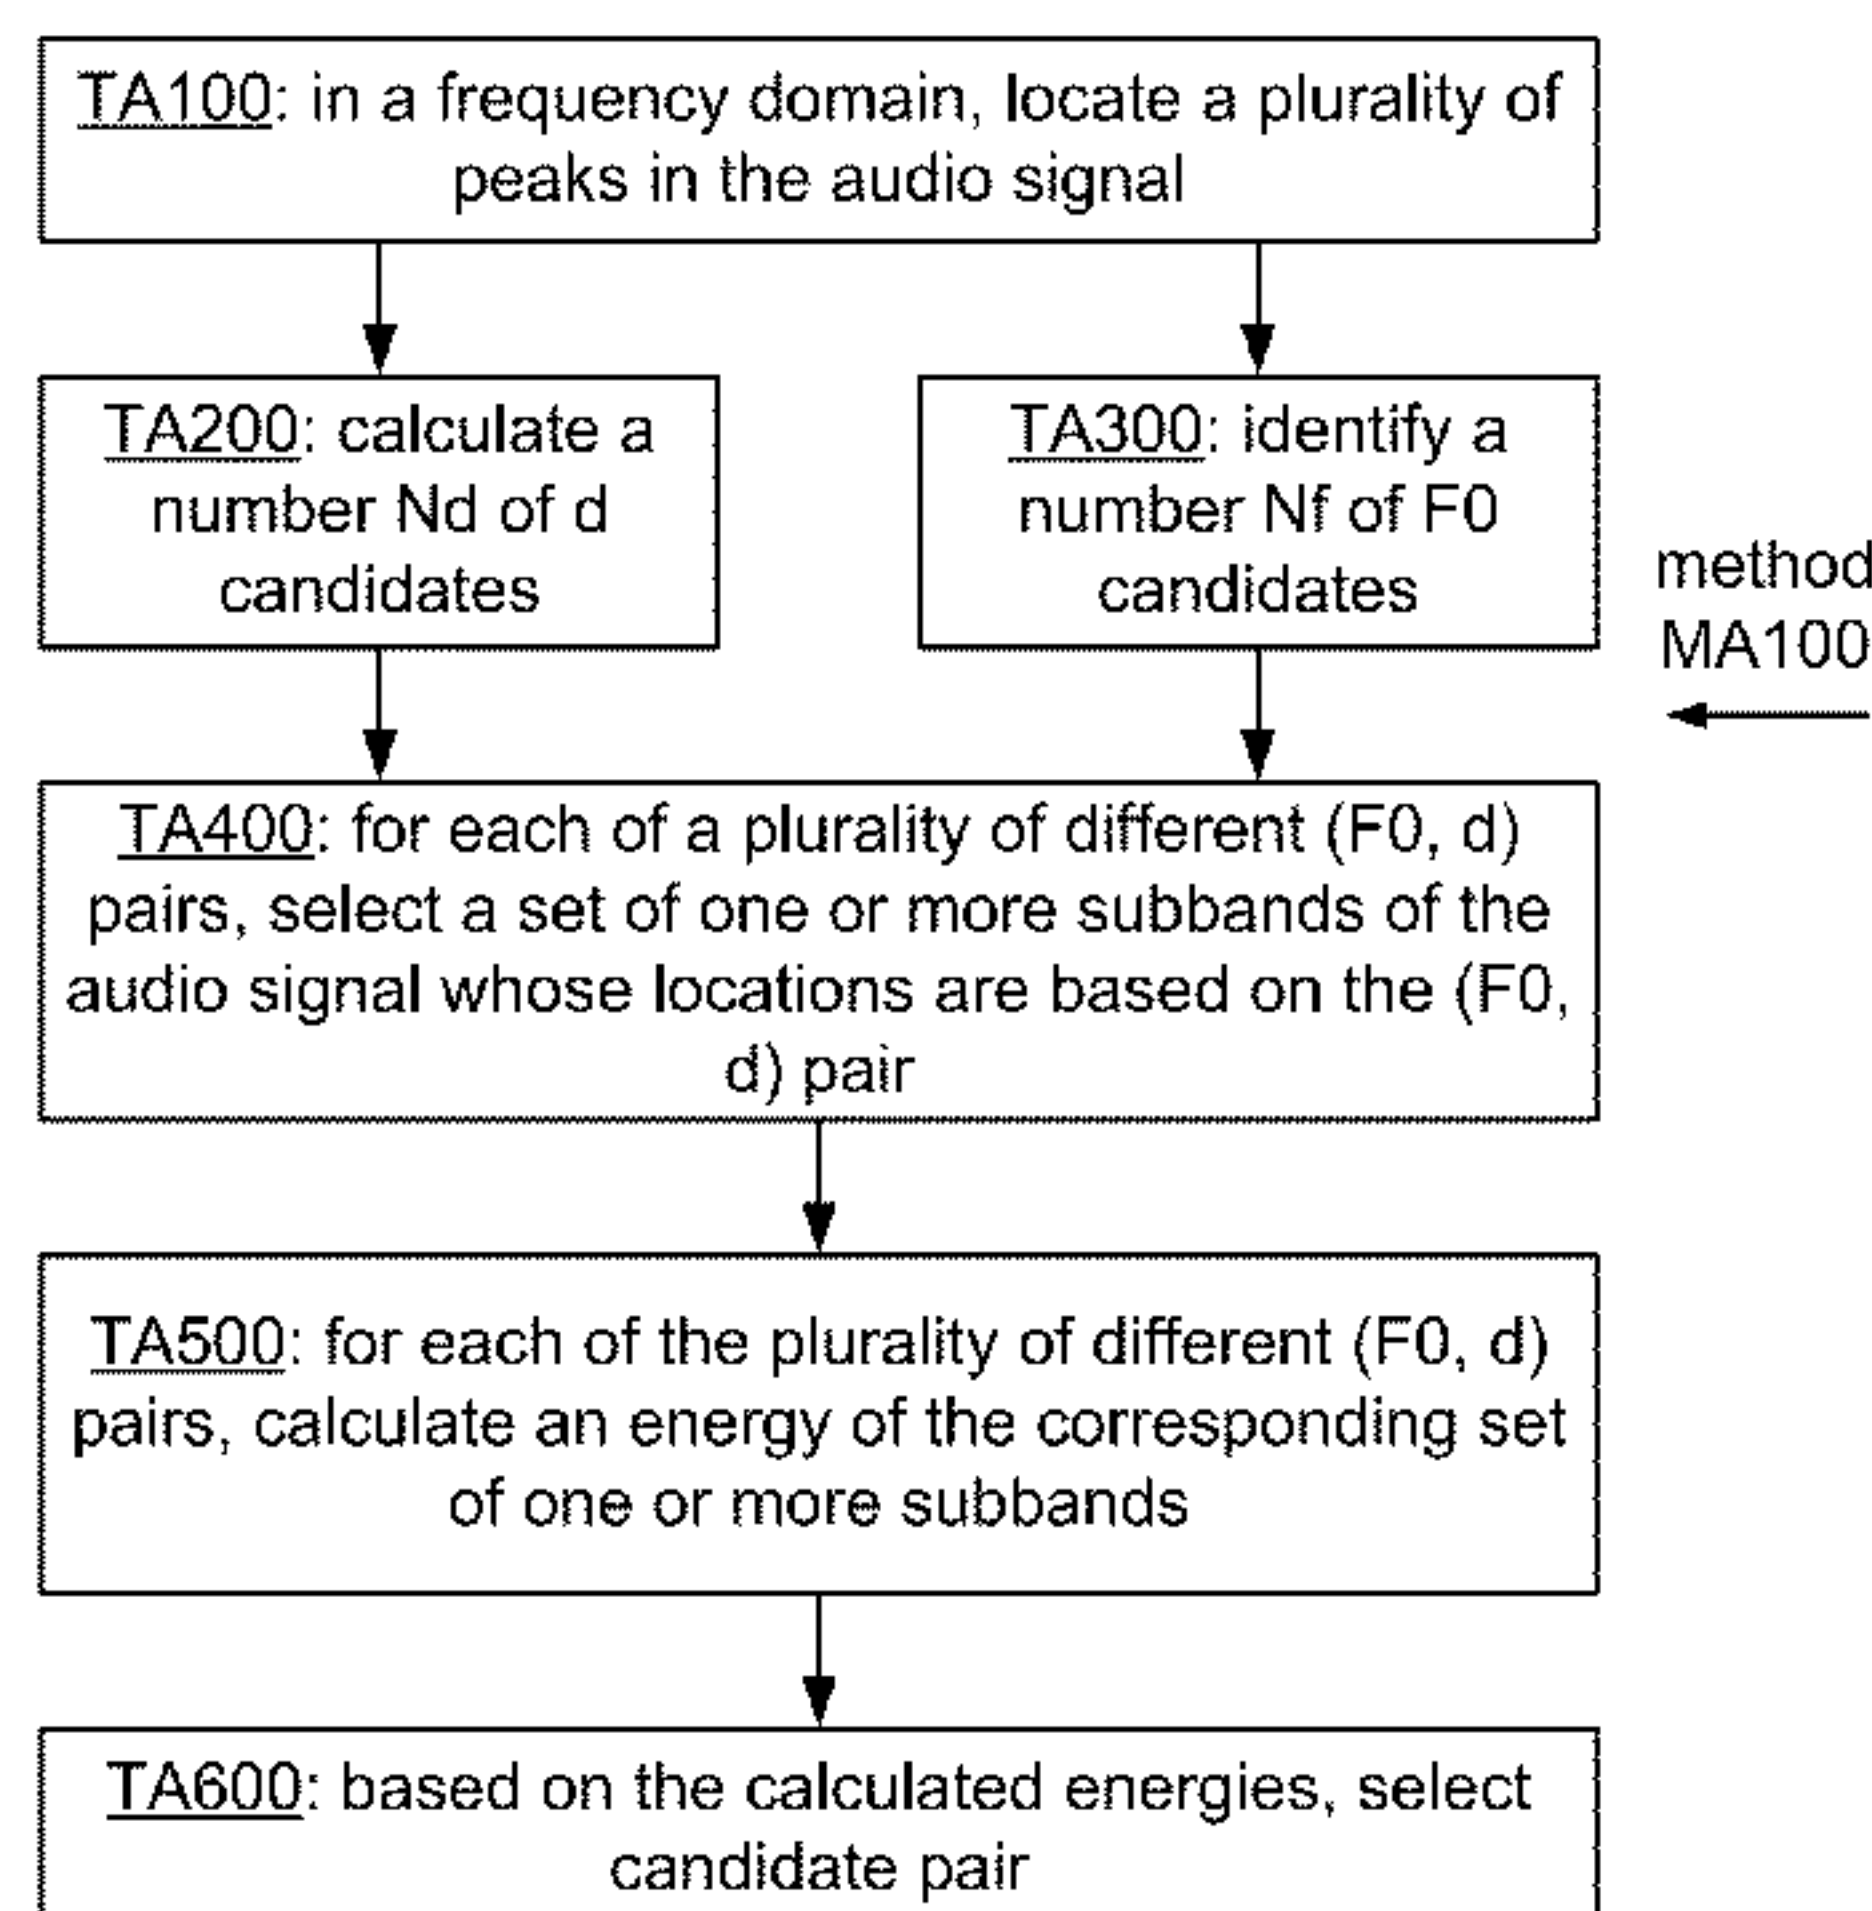 TA100: in a frequency domain, locate a plurality of
peaks in the audio signal
TA200: calculate a
number Nd of d
candidates
TA300: identify a
number Nf of F0
candidates
method
MA100
TA400: for each of a plurality of different (F0, d)
pairs, select a set of one or more subbands of the
audio signal whose locations are based on the (F0,
d) pair
TA500: for each of the plurality of different (F0, d)
pairs, calculate an energy of the corresponding set
of one or more subbands
TA600: based on the calculated energies, select
candidate pair